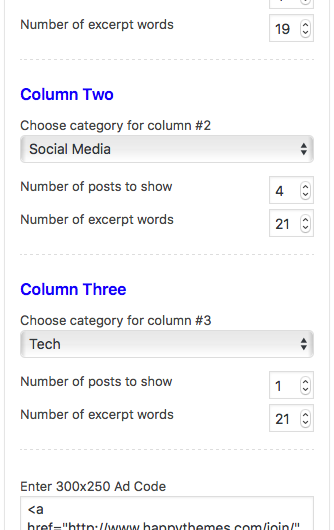 Number of excerpt words
19
Column Two
Choose category for column #2
Social Media
Number of posts to show
4
Number of excerpt words
21
Column Three
Choose category for column #3
Tech
Number of posts to show
1
Number of excerpt words
21
Enter 300x250 Ad Code
<a
href="http://www.happythemes.com/join/"